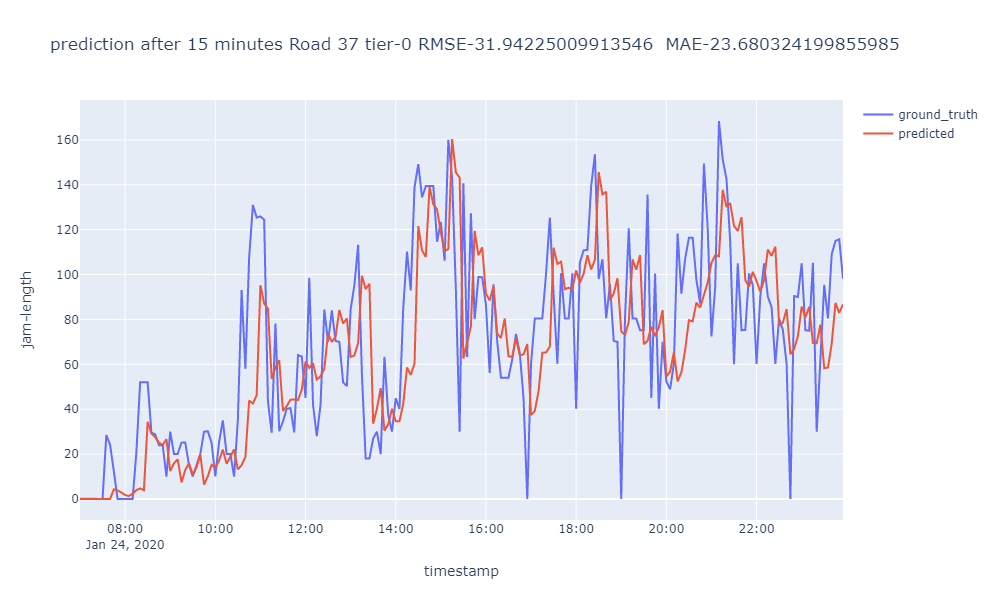 prediction after 15 minutes Road 37 tier-0 RMSE-31.94225009913546  MAE-23.680324199855985
ground_truth
predicted
160
140
120
100
80
60
40
20
0
jam-length
08:00
10:00
12:00
14:00
16:00
18:00
20:00
22:00
Jan 24, 2020
timestamp